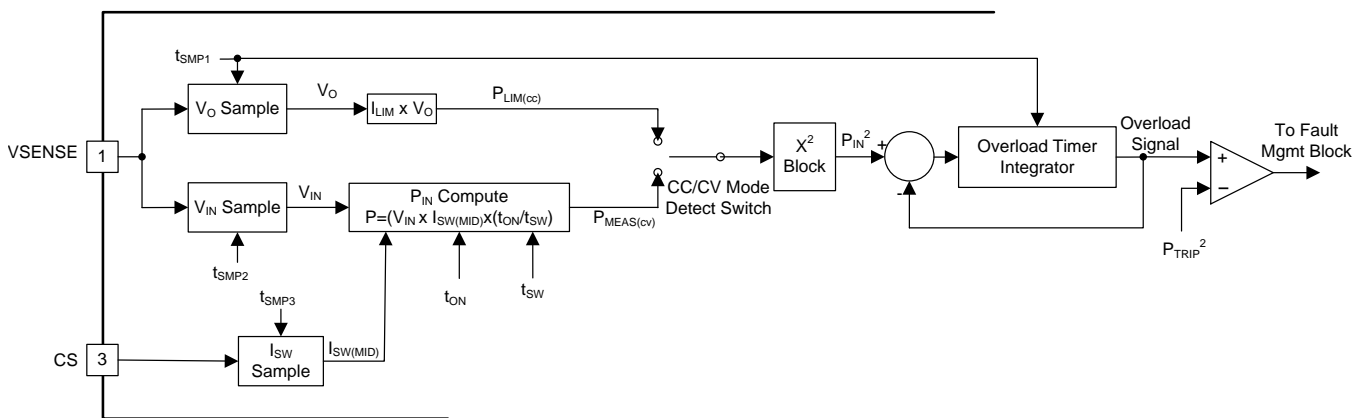 tSMP1
VO Sample
VO
ILIM x VO
PLIM(cc)
VSENSE
1
VIN Sample
VIN
tSMP2
PIN Compute
P=(VIN x ISW(MID)x(tON/tSW)
PMEAS(cv)
tON
tSW
tSMP3
CS
3
ISW
Sample
ISW(MID)
CC/CV Mode
Detect Switch
X²
Block
PIN²
+
-
Overload Timer
Integrator
Overload
Signal
+
−
PTRIP²
To Fault
Mgmt Block